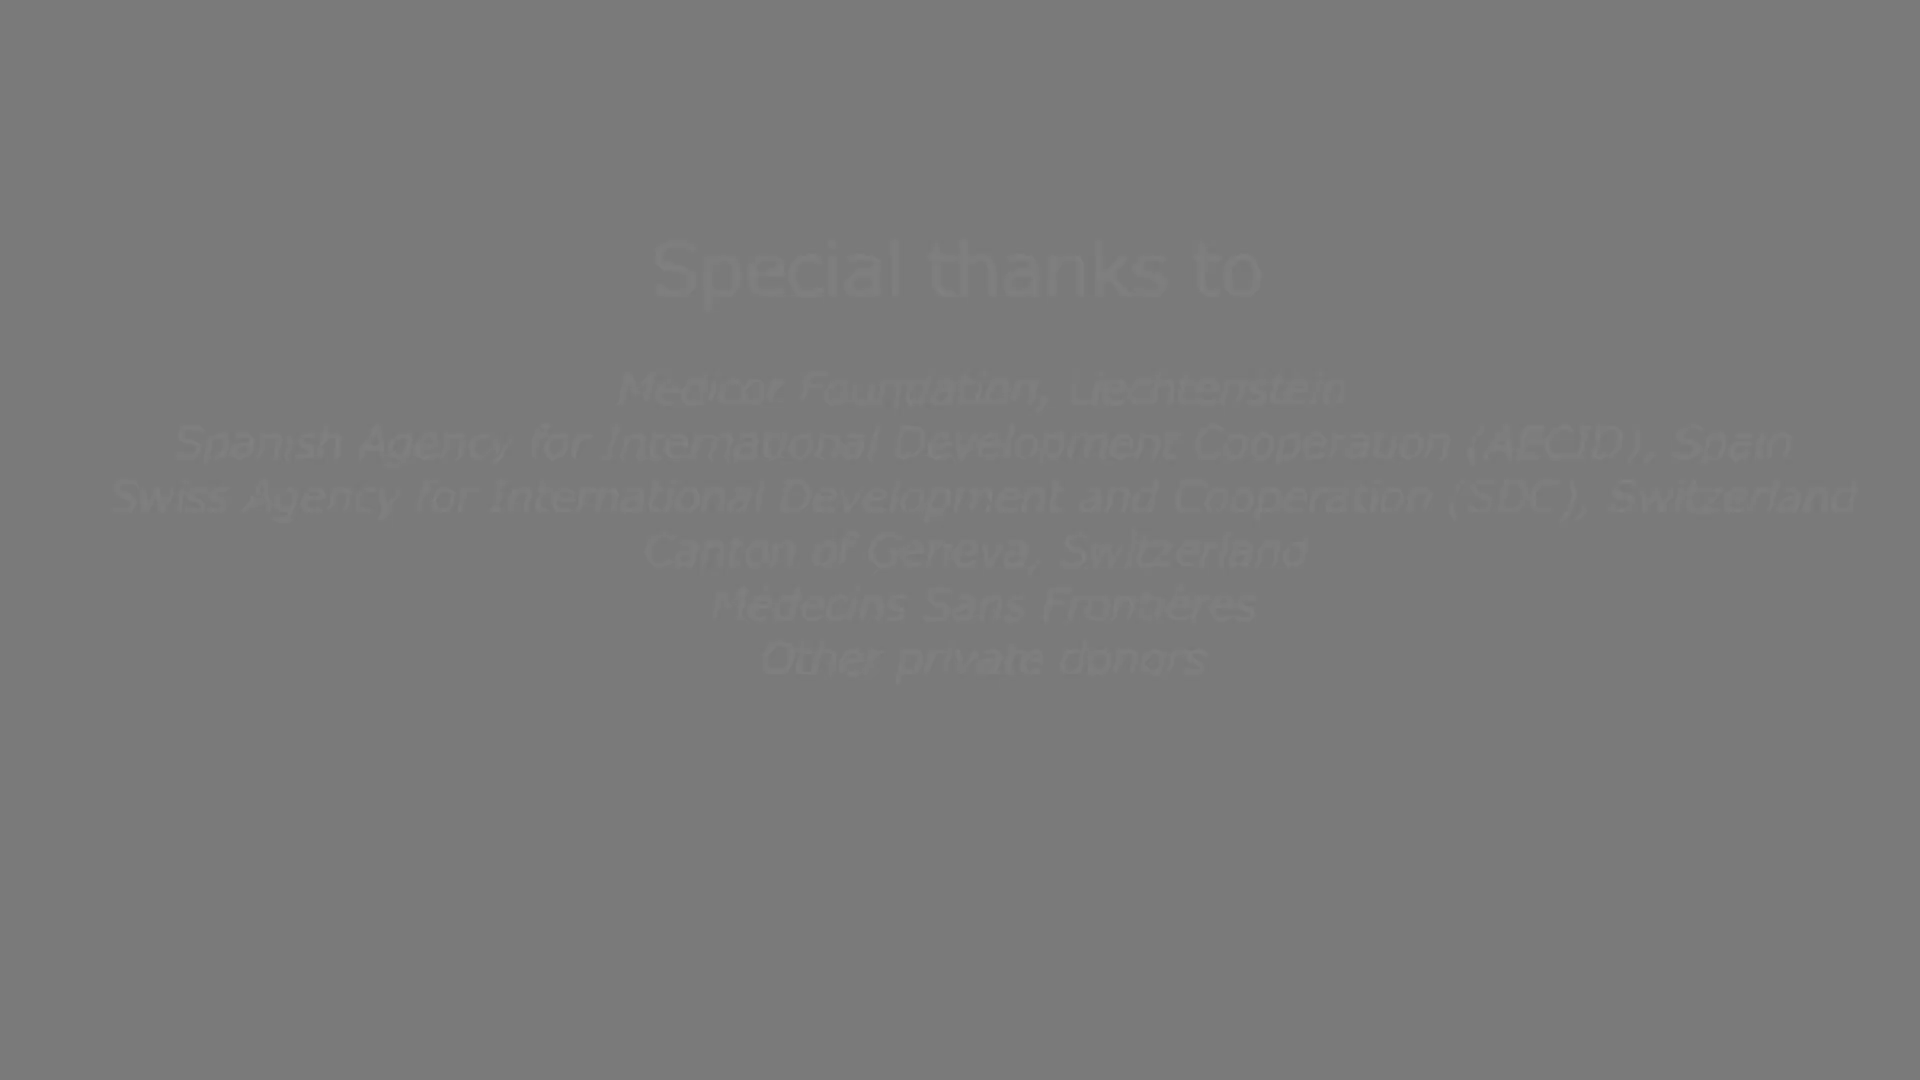 Special thanks to
Medicor Foundation, Liechtenstein
Spanish Agency for International Development Cooperation (AECID), Spain
Swiss Agency for International Development and Cooperation (SDC), Switzerland
Canton of Geneva, Switzerland
Médecins Sans Frontières
Other private donors